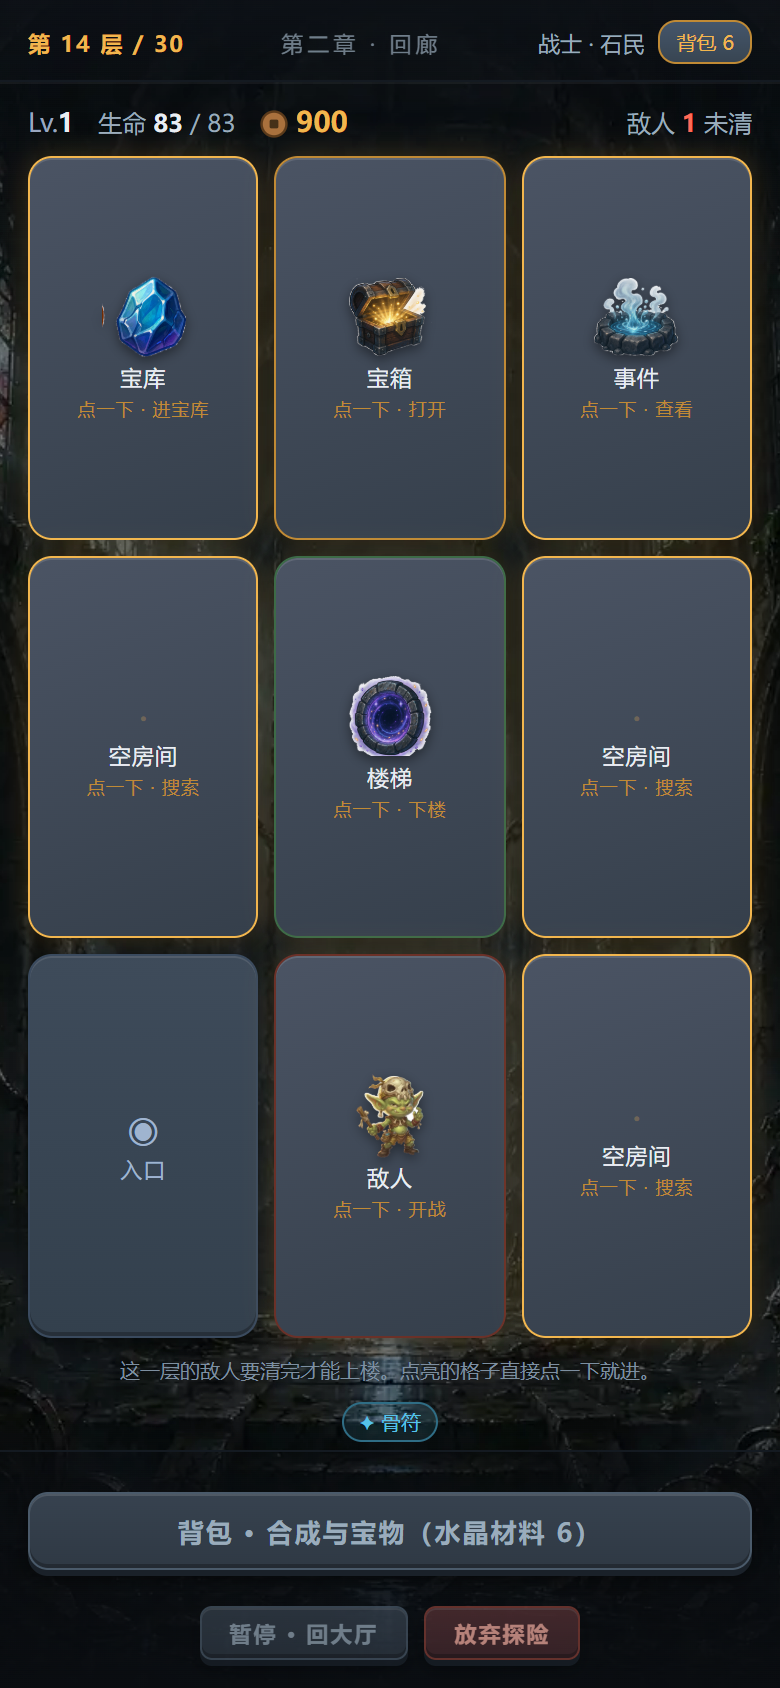 第 14 层 / 30 第二章 · 回廊 战士 · 石民 背包 6
Lv.1 生命 83 / 83 900 敌人 1 未清
宝库 宝箱 事件
点一下 · 进宝库 点一下 · 打开 点一下 · 查看
空房间 楼梯 空房间
点一下 · 搜索 点一下 · 下楼 点一下 · 搜索
入口 敌人 空房间
点一下 · 开战 点一下 · 搜索
这一层的敌人要清完才能上楼。点亮的格子直接点一下就进。
✦ 骨符
背包 · 合成与宝物（水晶材料 6）
暂停 · 回大厅 放弃探险